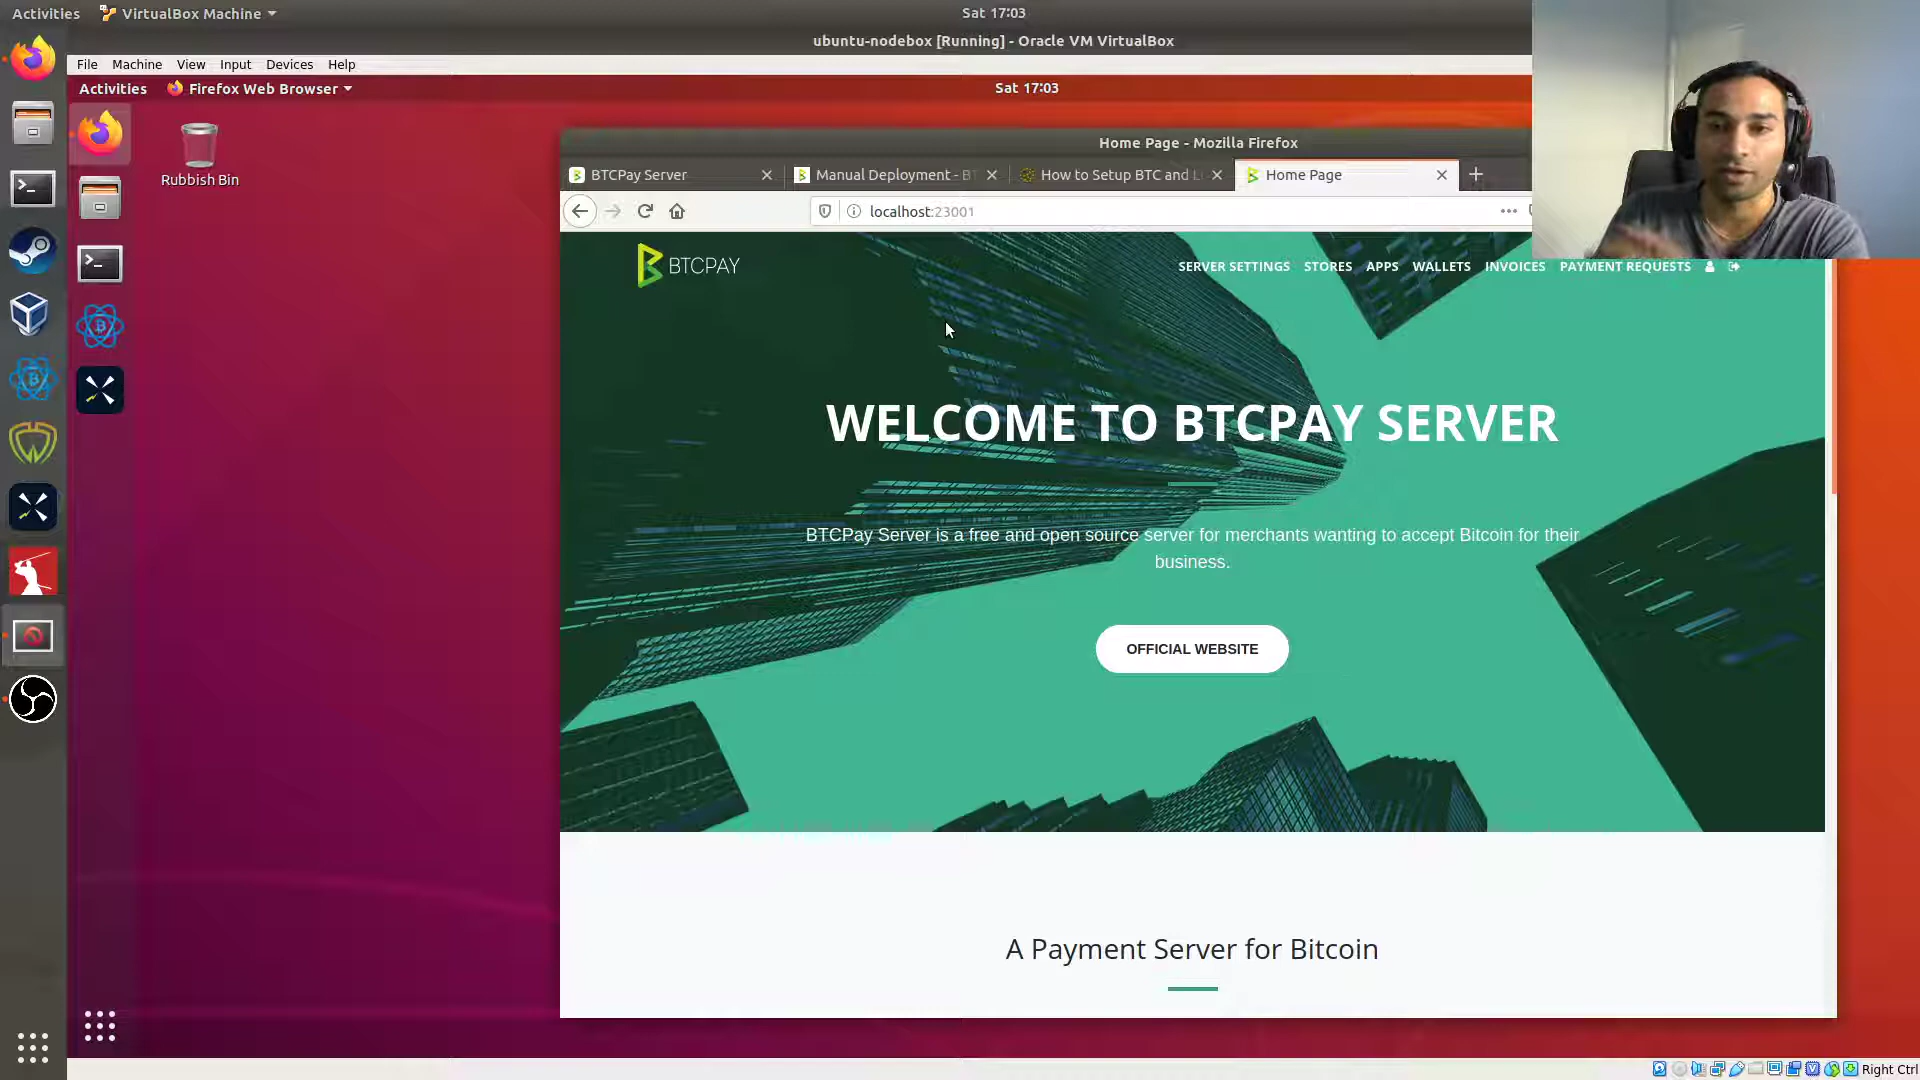 Activities VirtualBox Machine Sat 17:03
ubuntu-nodebox [Running] - Oracle VM VirtualBox
File Machine View Input Devices Help
Activities Firefox Web Browser Sat 17:03
Rubbish Bin
Home Page - Mozilla Firefox
BTCPay Server Manual Deployment - BT How to Setup BTC and Home Page
localhost:23001
BTCPAY
SERVER SETTINGS STORES APPS WALLETS INVOICES PAYMENT REQUESTS
WELCOME TO BTCPAY SERVER
BTCPay Server is a free and open source server for merchants wanting to accept Bitcoin for their
business.
OFFICIAL WEBSITE
A Payment Server for Bitcoin
Right Ctrl